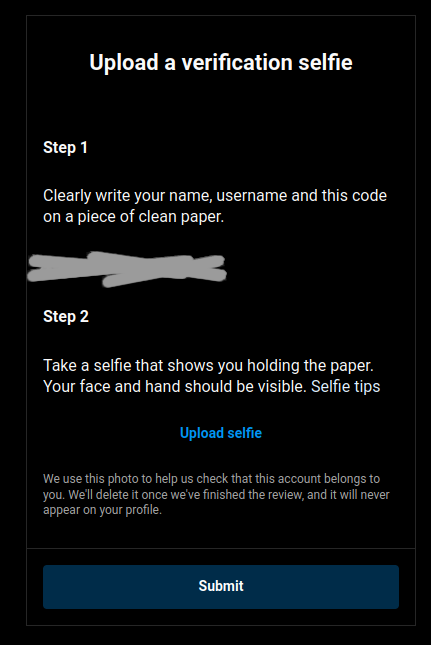 Upload a verification selfie
Step 1
Clearly write your name, username and this code
on a piece of clean paper.
Step 2
Take a selfie that shows you holding the paper.
Your face and hand should be visible. Selfie tips
Upload selfie
We use this photo to help us check that this account belongs to
you. We'll delete it once we've finished the review, and it will never
appear on your profile.
Submit